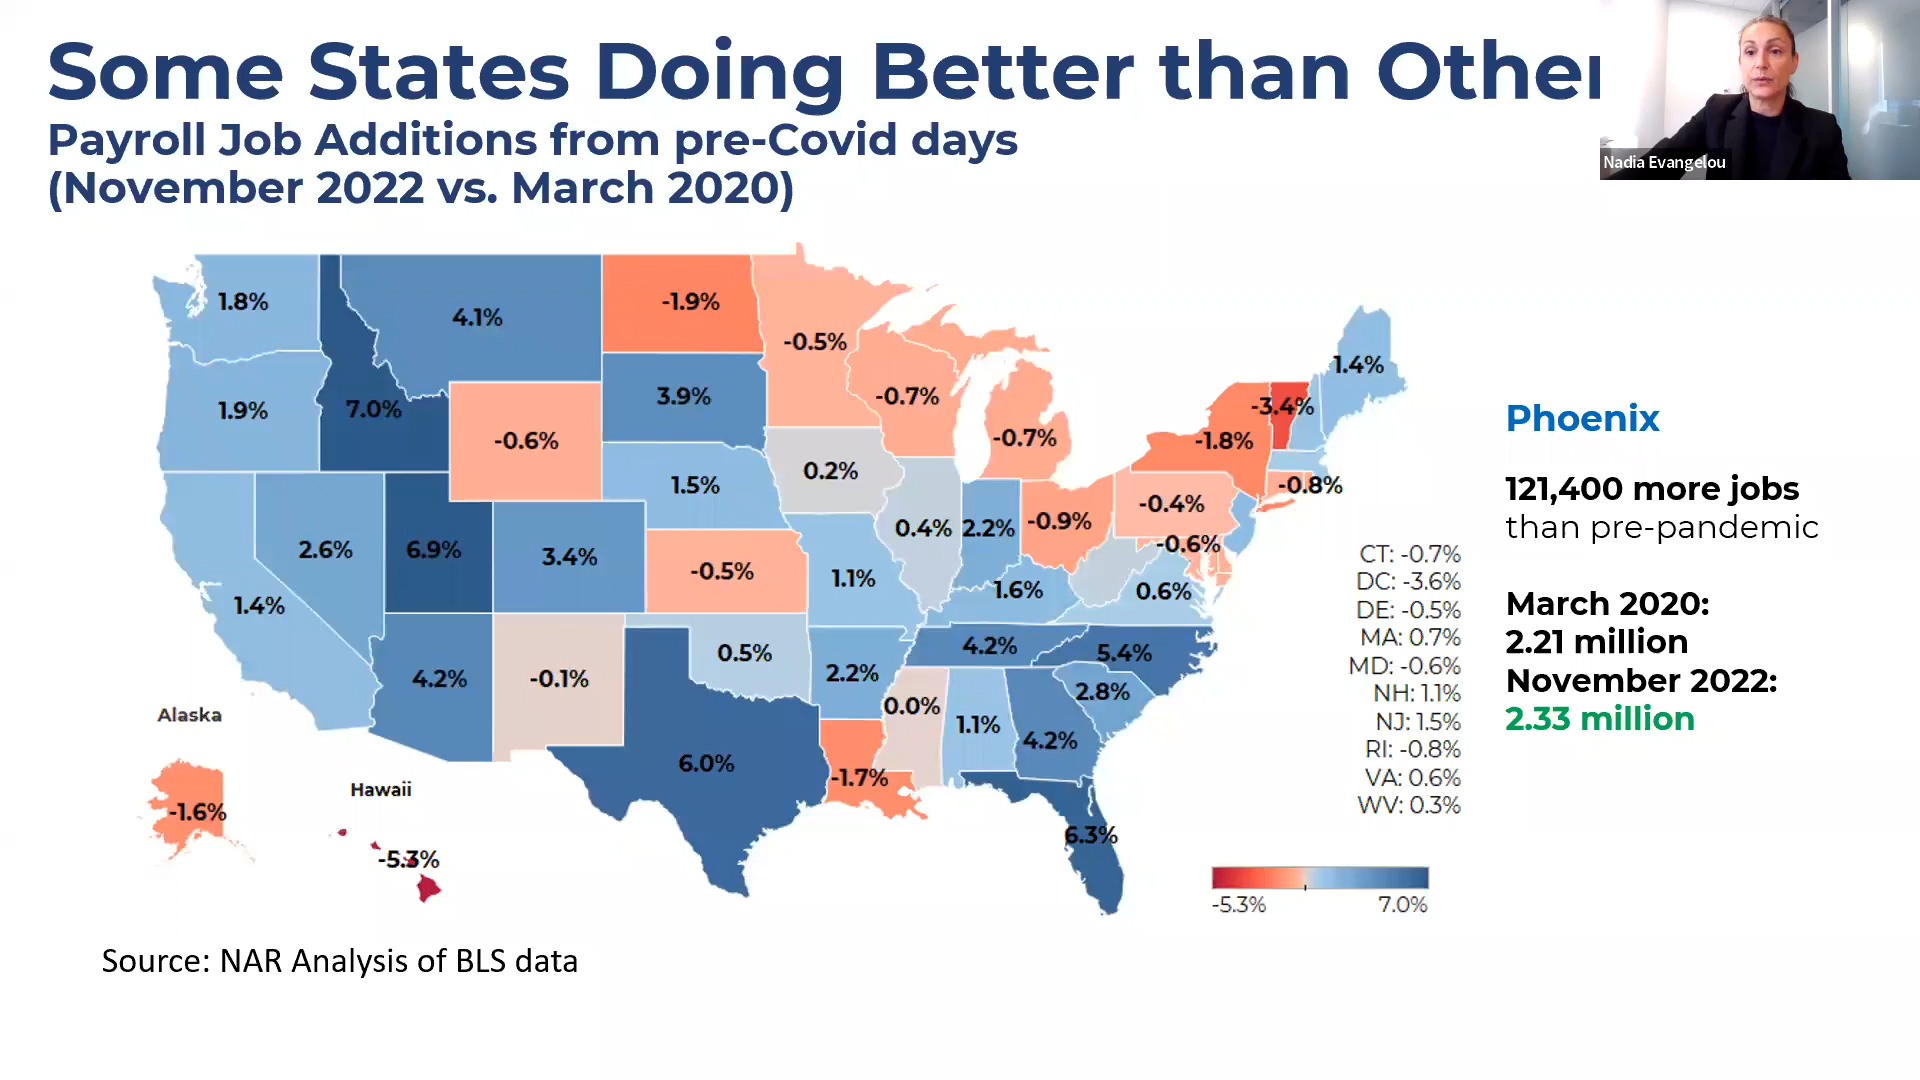 Some States Doing Better than Other
Payroll Job Additions from pre-Covid days
(November 2022 vs. March 2020)
Nadia Evangelou
1.8%
4.1%
-1.9%
-0.5%
1.4%
1.9%
7.0%
-0.6%
3.9%
-0.7%
-0.7%
-1.8%
-3.4%
-0.8%
1.5%
0.2%
-0.4%
2.6%
6.9%
3.4%
-0.5%
1.1%
0.4%
2.2%
-0.9%
-0.6%
1.4%
1.6%
0.6%
4.2%
-0.1%
0.5%
2.2%
4.2%
5.4%
2.8%
0.0%
1.1%
4.2%
6.0%
-1.7%
6.3%
Alaska
-1.6%
Hawaii
-5.3%
CT: -0.7%
DC: -3.6%
DE: -0.5%
MA: 0.7%
MD: -0.6%
NH: 1.1%
NJ: 1.5%
RI: -0.8%
VA: 0.6%
WV: 0.3%
-5.3%
7.0%
Phoenix
121,400 more jobs
than pre-pandemic
March 2020:
2.21 million
November 2022:
2.33 million
Source: NAR Analysis of BLS data